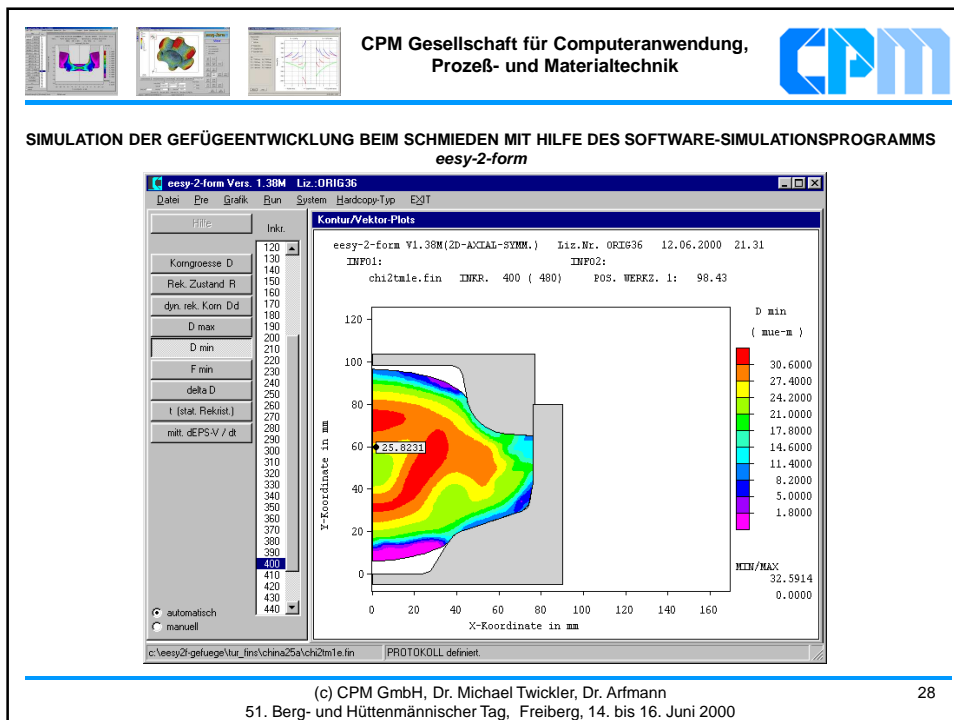 CPM Gesellschaft für Computeranwendung,
Prozeß- und Materialtechnik
CPM
SIMULATION DER GEFÜGEENTWICKLUNG BEIM SCHMIEDEN MIT HILFE DES SOFTWARE-SIMULATIONSPROGRAMMS
eesy-2-form
eesy-2-form Vers. 1.38M Liz.:ORIG36
Datei Pre Grafik Run System Hardcopy-Typ EXIT
Hilfe
Inkr.
Korngroesse D
Rek. Zustand R
dyn. rek. Korn Dd
D max
D min
F min
delta D
t (stat. Rekrist.)
mitt. dEPS-V / dt
120
130
140
150
160
170
180
190
200
210
220
230
240
250
260
270
280
290
300
310
320
330
340
350
360
370
380
390
400
410
420
430
440
automatisch
manuell
Kontur/Vektor-Plots
eesy-2-form V1.38M(2D-AXIAL-SYMM.) Liz.Nr. ORIG36 12.06.2000 21.31
INFO1: INFO2:
chi2tm1e.fin INKR. 400 ( 480) POS. WERKZ. 1: 98.43
D min
( mue-m )
30.6000
27.4000
24.2000
21.0000
17.8000
14.6000
11.4000
8.2000
5.0000
1.8000
MIN/MAX
32.5914
0.0000
120
100
80
60
40
20
0
Y-Koordinate in mm
25.8231
0 20 40 60 80 100 120 140 160
X-Koordinate in mm
c:\eesy2f-gefuege\tur_fins\china25a\chi2tm1e.fin PROTOKOLL definiert.
(c) CPM GmbH, Dr. Michael Twickler, Dr. Arfmann 28
51. Berg- und Hüttenmännischer Tag, Freiberg, 14. bis 16. Juni 2000